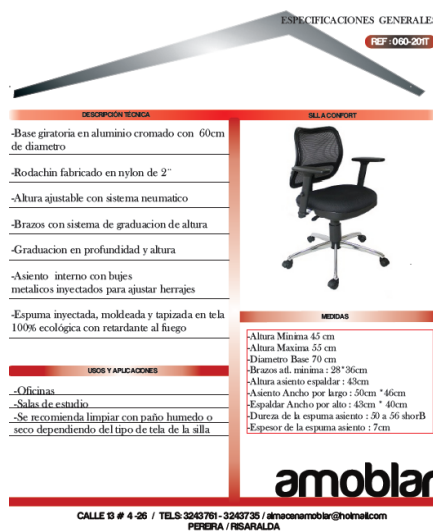 ESPECIFICACIONES GENERALE
REF : 060-201T
DESCRIPCIÓN TÉCNICA
-Base giratoria en aluminio cromado con 60cm
de diametro
-Rodachin fabricado en nylon de 2¨
-Altura ajustable con sistema neumatico
-Brazos con sistema de graduacion de altura
-Graduacion en profundidad y altura
-Asiento interno con bujes
metalicos inyectados para ajustar herrajes
-Espuma inyectada, moldeada y tapizada en tela
100% ecológica con retardante al fuego
USOS Y APLICACIONES
-Oficinas
-Salas de estudio
-Se recomienda limpiar con paño humedo o
seco dependiendo del tipo de tela de la silla
SILLA CONFORT
MEDIDAS
-Altura Minima 45 cm
-Altura Maxima 55 cm
-Diametro Base 70 cm
-Brazos atl. minima : 28*36cm
-Altura asiento espaldar : 43cm
-Asiento Ancho por largo : 50cm *46cm
-Espaldar Ancho por alto : 43cm * 40cm
-Dureza de la espuma asiento : 50 a 56 shorB
-Espesor de la espuma asiento : 7cm
amoblar
CALLE 13 # 4 -26 / TELS: 3243761 - 3243735 / almacenamoblar@hotmail.com
PEREIRA / RISARALDA